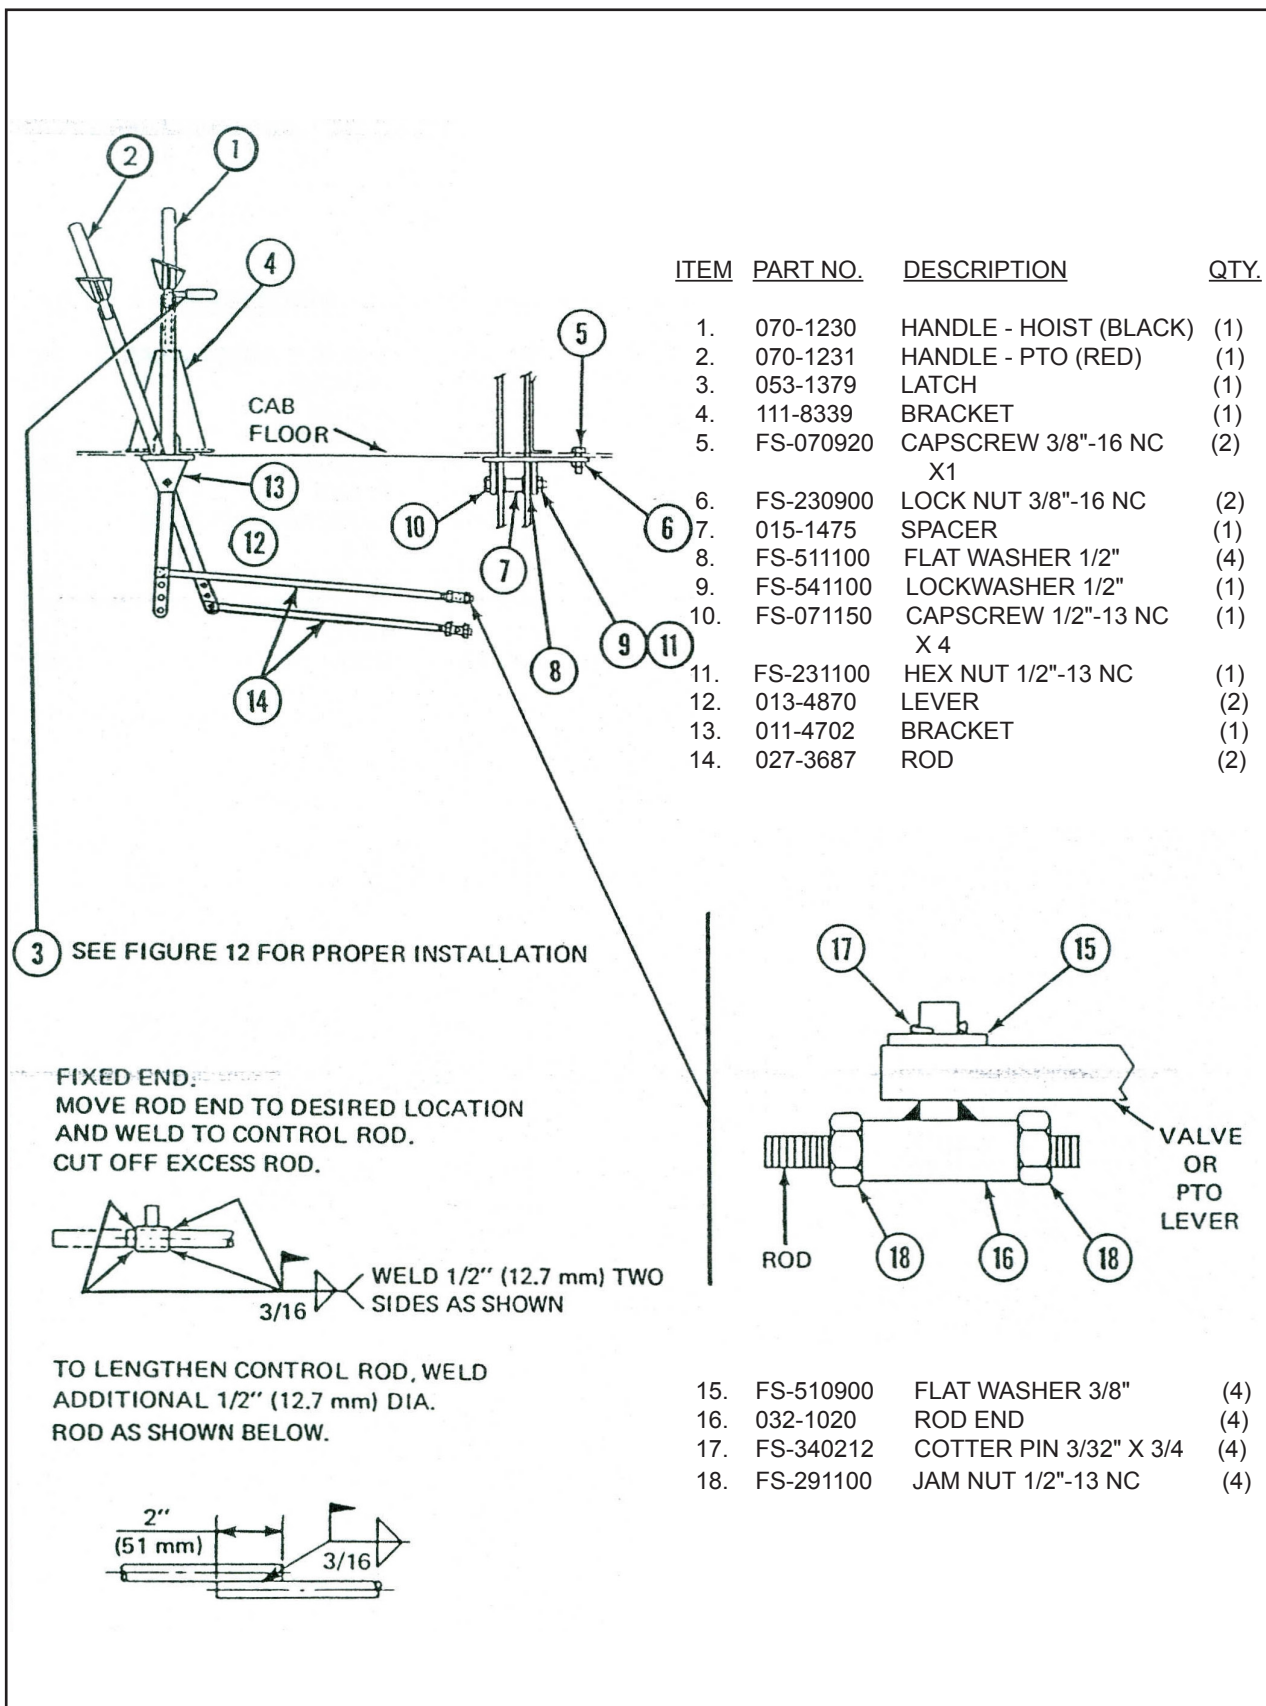 2
1
4
5
CAB
FLOOR
13
10
6
12
7
9
11
8
14
ITEM PART NO. DESCRIPTION QTY.
1. 070-1230 HANDLE - HOIST (BLACK) (1)
2. 070-1231 HANDLE - PTO (RED) (1)
3. 053-1379 LATCH (1)
4. 111-8339 BRACKET (1)
5. FS-070920 CAPSCREW 3/8"-16 NC (2)
X1
6. FS-230900 LOCK NUT 3/8"-16 NC (2)
7. 015-1475 SPACER (1)
8. FS-511100 FLAT WASHER 1/2" (4)
9. FS-541100 LOCKWASHER 1/2" (1)
10. FS-071150 CAPSCREW 1/2"-13 NC (1)
X 4
11. FS-231100 HEX NUT 1/2"-13 NC (1)
12. 013-4870 LEVER (2)
13. 011-4702 BRACKET (1)
14. 027-3687 ROD (2)
3 SEE FIGURE 12 FOR PROPER INSTALLATION
17
15
VALVE
OR
PTO
LEVER
ROD
18
16
18
FIXED END.
MOVE ROD END TO DESIRED LOCATION
AND WELD TO CONTROL ROD.
CUT OFF EXCESS ROD.
3/16
WELD 1/2" (12.7 mm) TWO
SIDES AS SHOWN
TO LENGTHEN CONTROL ROD, WELD
ADDITIONAL 1/2" (12.7 mm) DIA.
ROD AS SHOWN BELOW.
2"
(51 mm)
3/16
15. FS-510900 FLAT WASHER 3/8" (4)
16. 032-1020 ROD END (4)
17. FS-340212 COTTER PIN 3/32" X 3/4 (4)
18. FS-291100 JAM NUT 1/2"-13 NC (4)